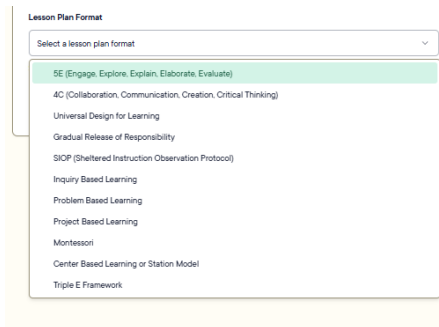 Lesson Plan Format
Select a lesson plan format
5E (Engage, Explore, Explain, Elaborate, Evaluate)
4C (Collaboration, Communication, Creation, Critical Thinking)
Universal Design for Learning
Gradual Release of Responsibility
SIOP (Sheltered Instruction Observation Protocol)
Inquiry Based Learning
Problem Based Learning
Project Based Learning
Montessori
Center Based Learning or Station Model
Triple E Framework